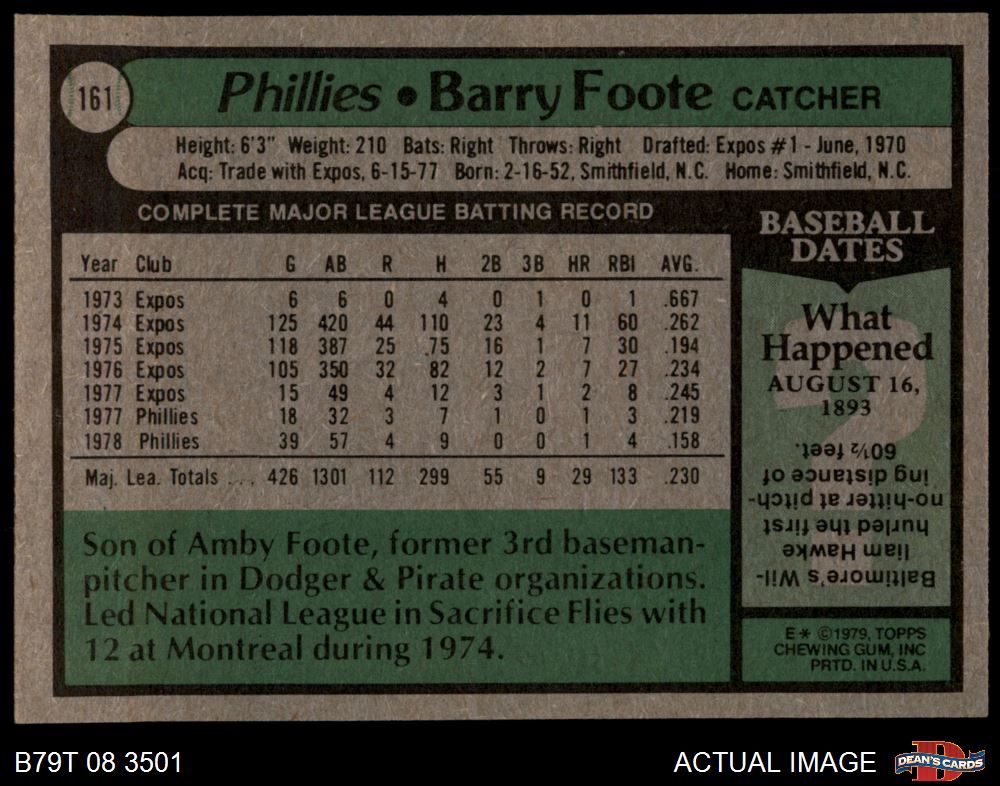 161
Phillies • Barry Foote CATCHER
Height: 6'3" Weight: 210 Bats: Right Throws: Right Drafted: Expos #1 - June, 1970
Acq: Trade with Expos, 6-15-77 Born: 2-16-52, Smithfield, N.C. Home: Smithfield, N.C.
COMPLETE MAJOR LEAGUE BATTING RECORD
Year Club G AB R H 2B 3B HR RBI AVG.
1973 Expos 6 6 0 4 0 1 0 1 .667
1974 Expos 125 420 44 110 23 4 11 60 .262
1975 Expos 118 387 25 .75 16 1 7 30 .194
1976 Expos 105 350 32 82 12 2 7 27 .234
1977 Expos 15 49 4 12 3 1 2 8 .245
1977 Phillies 18 32 3 7 1 0 1 3 .219
1978 Phillies 39 57 4 9 0 0 1 4 .158
Maj. Lea. Totals ... 426 1301 112 299 55 9 29 133 .230
Son of Amby Foote, former 3rd baseman-
pitcher in Dodger & Pirate organizations.
Led National League in Sacrifice Flies with
12 at Montreal during 1974.
BASEBALL
DATES
What
Happened
AUGUST 16,
1893
Baltimore's Wil-
liam Hawke
hurled the first
no-hitter at pitch-
ing distance of
60½ feet.
E* ©1979, TOPPS
CHEWING GUM, INC
PRTD. IN U.S.A.
B79T 08 3501
ACTUAL IMAGE
D
DEAN'S CARDS